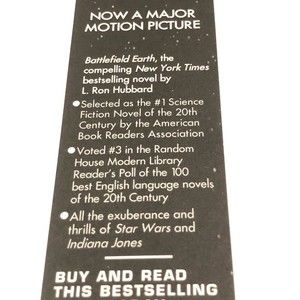 NOW A MAJOR
MOTION PICTURE
Battlefield Earth, the
compelling New York Times
bestselling novel by
L. Ron Hubbard
• Selected as the #1 Science
Fiction Novel of the 20th
Century by the American
Book Readers Association
• Voted #3 in the Random
House Modern Library
Reader's Poll of the 100
best English language novels
of the 20th Century
• All the exuberance and
thrills of Star Wars and
Indiana Jones
BUY AND READ
THIS BESTSELLING